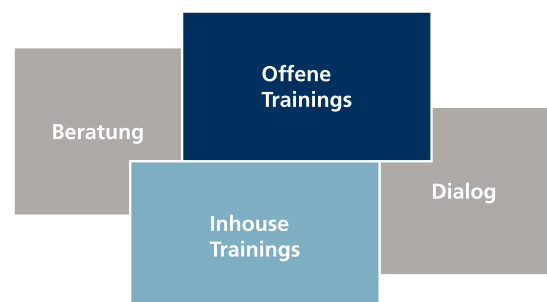 Offene
Trainings
Beratung
Dialog
Inhouse
Trainings